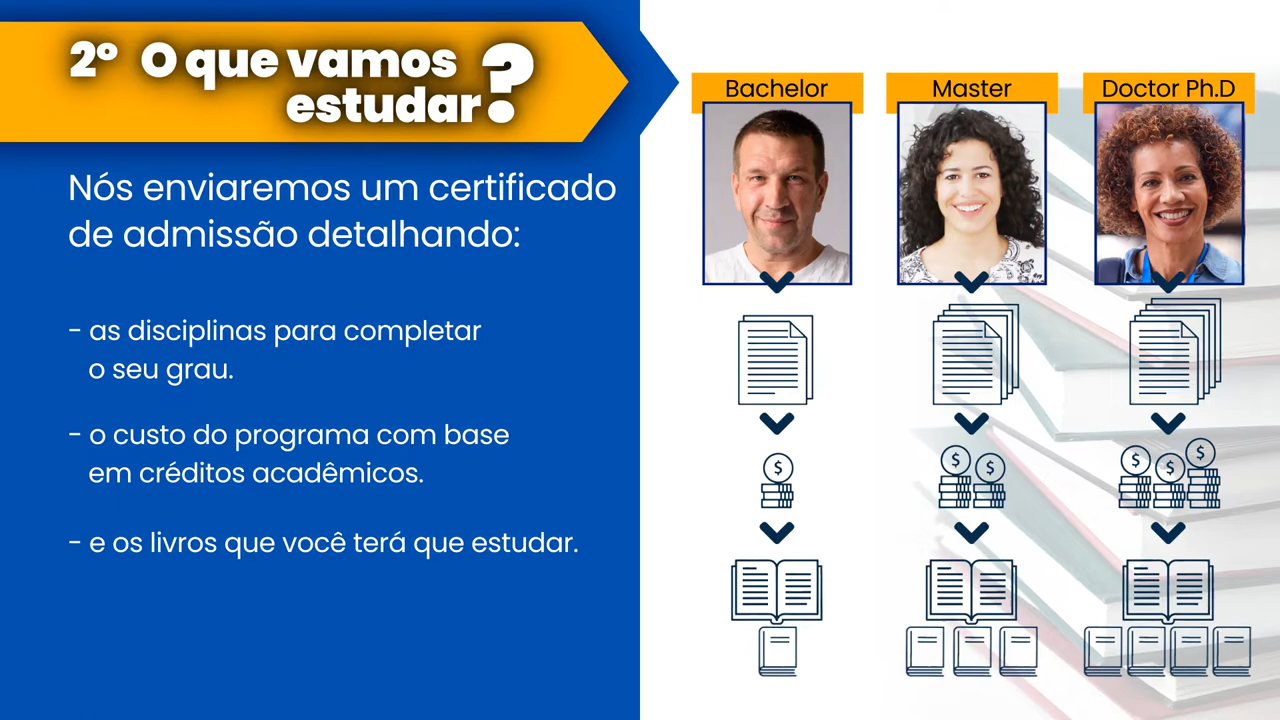 2º O que vamos
estudar?
Nós enviaremos um certificado
de admissão detalhando:
- as disciplinas para completar
o seu grau.
- o custo do programa com base
em créditos acadêmicos.
- e os livros que você terá que estudar.
Bachelor
Master
Doctor Ph.D
$
$ $
$ $ $